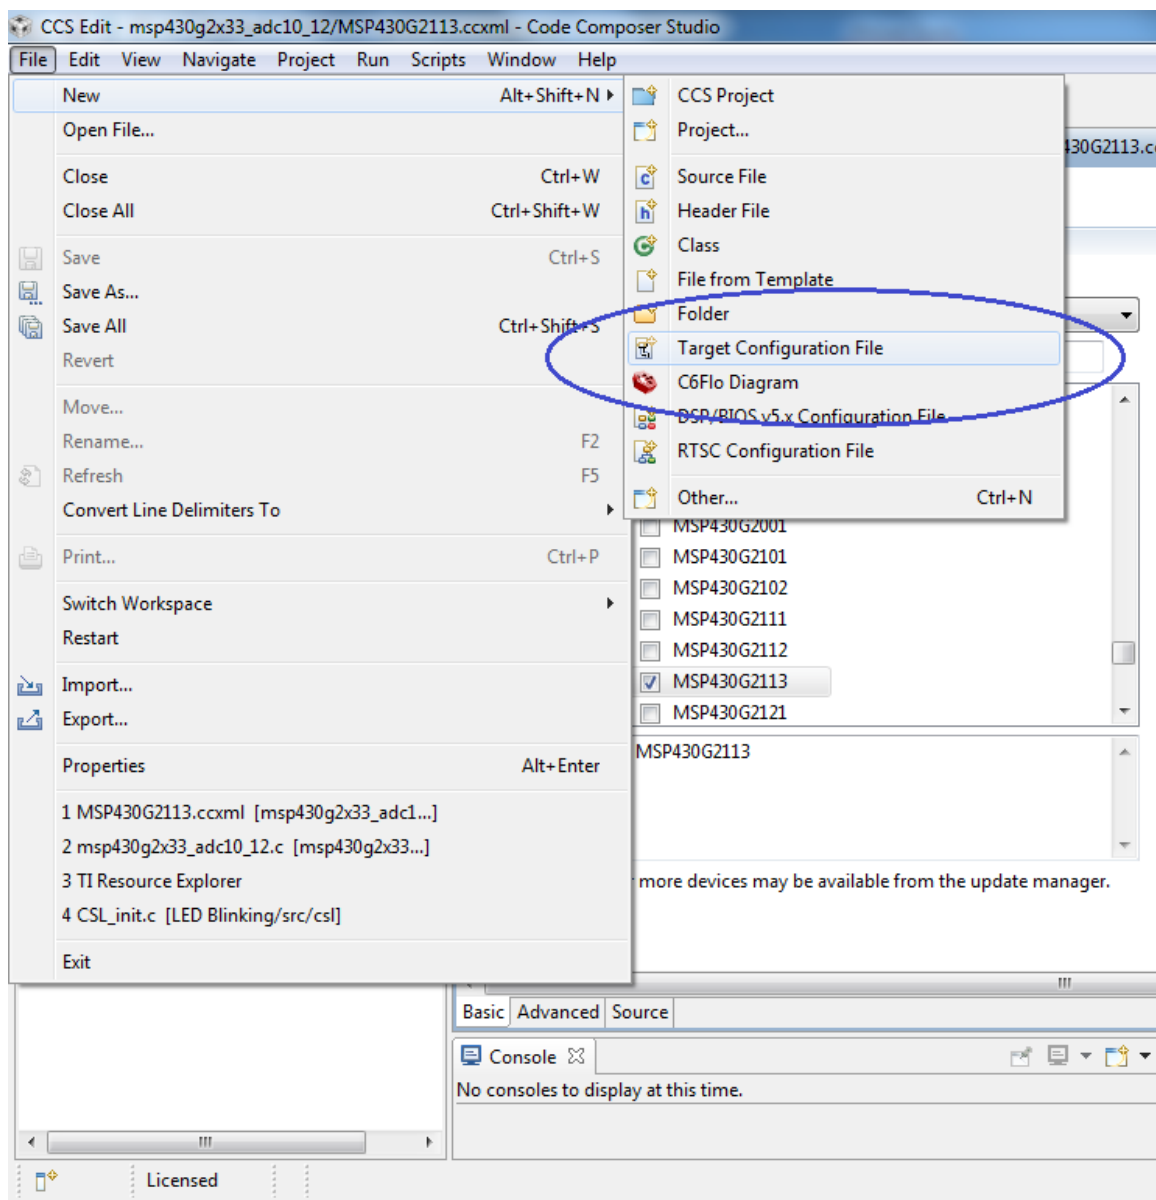 CCS Edit - msp430g2x33_adc10_12/MSP430G2113.ccxml - Code Composer Studio
File Edit View Navigate Project Run Scripts Window Help
New Alt+Shift+N
Open File...
Close Ctrl+W
Close All Ctrl+Shift+W
Save Ctrl+S
Save As...
Save All Ctrl+Shift+S
Revert
Move...
Rename... F2
Refresh F5
Convert Line Delimiters To
Print... Ctrl+P
Switch Workspace
Restart
Import...
Export...
Properties Alt+Enter
1 MSP430G2113.ccxml [msp430g2x33_adc1...]
2 msp430g2x33_adc10_12.c [msp430g2x33...]
3 TI Resource Explorer
4 CSL_init.c [LED Blinking/src/csl]
Exit
CCS Project
Project...
Source File
Header File
Class
File from Template
Folder
Target Configuration File
C6Flo Diagram
DSP/BIOS v5.x Configuration File
RTSC Configuration File
Other... Ctrl+N
430G2113.c
MSP430G2001
MSP430G2101
MSP430G2102
MSP430G2111
MSP430G2112
MSP430G2113
MSP430G2121
MSP430G2113
more devices may be available from the update manager.
Basic Advanced Source
Console
No consoles to display at this time.
Licensed